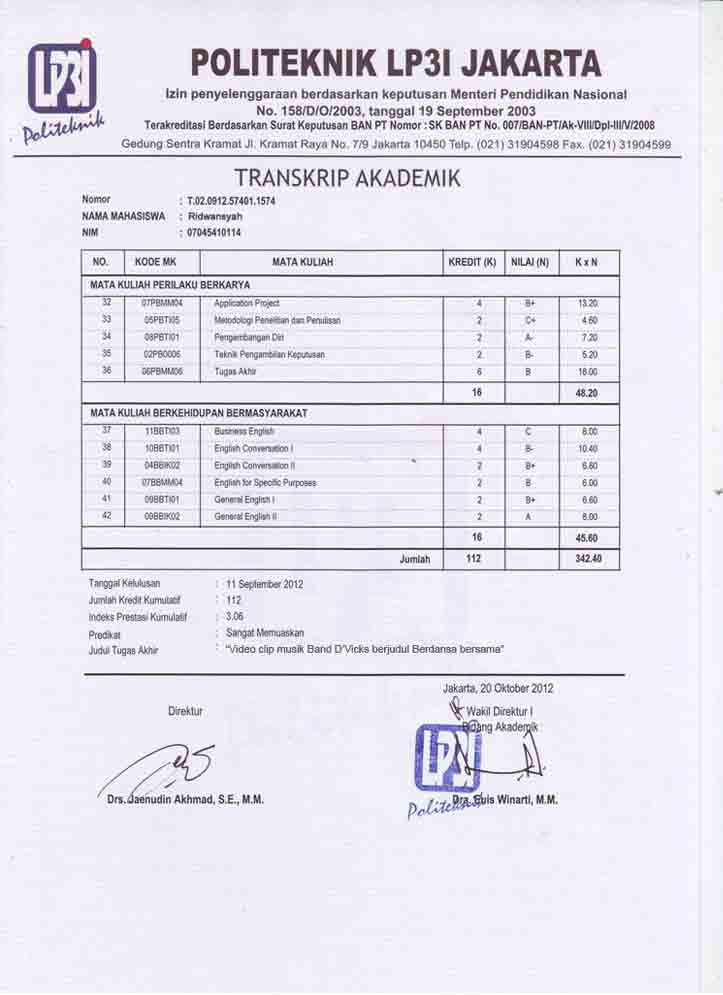 LP3I
Politeknik
POLITEKNIK LP3I JAKARTA
Izin penyelenggaraan berdasarkan keputusan Menteri Pendidikan Nasional
No. 158/D/O/2003, tanggal 19 September 2003
Terakreditasi Berdasarkan Surat Keputusan BAN PT Nomor : SK BAN PT No. 007/BAN-PT/Ak-VIII/Dpl-III/V/2008
Gedung Sentra Kramat Jl. Kramat Raya No. 7/9 Jakarta 10450 Telp. (021) 31904598 Fax. (021) 31904599
TRANSKRIP AKADEMIK
Nomor : T.02.0912.57401.1574
NAMA MAHASISWA : Ridwansyah
NIM : 07045410114
NO. KODE MK MATA KULIAH KREDIT (K) NILAI (N) K x N
MATA KULIAH PERILAKU BERKARYA
32 07PBMM04 Application Project 4 B+ 13.20
33 05PBTI05 Metodologi Penelitian dan Penulisan 2 C+ 4.60
34 08PBTI01 Pengembangan Diri 2 A- 7.20
35 02PB0006 Teknik Pengambilan Keputusan 2 B- 5.20
36 06PBMM06 Tugas Akhir 6 B 18.00
16 48.20
MATA KULIAH BERKEHIDUPAN BERMASYARAKAT
37 11BBTI03 Business English 4 C 8.00
38 10BBTI01 English Conversation I 4 B- 10.40
39 04BBIK02 English Conversation II 2 B+ 6.60
40 07BBMM04 English for Specific Purposes 2 B 6.00
41 09BBTI01 General English I 2 B+ 6.60
42 09BBIK02 General English II 2 A 8.00
16 45.60
Jumlah 112 342.40
Tanggal Kelulusan : 11 September 2012
Jumlah Kredit Kumulatif : 112
Indeks Prestasi Kumulatif : 3.06
Predikat : Sangat Memuaskan
Judul Tugas Akhir : "Video clip musik Band D'Vicks berjudul Berdansa bersama"
Jakarta, 20 Oktober 2012
Direktur
Wakil Direktur I
Bidang Akademik
LP3I
Politeknik
Drs. Jaenudin Akhmad, S.E., M.M.
Dra. Euis Winarti, M.M.